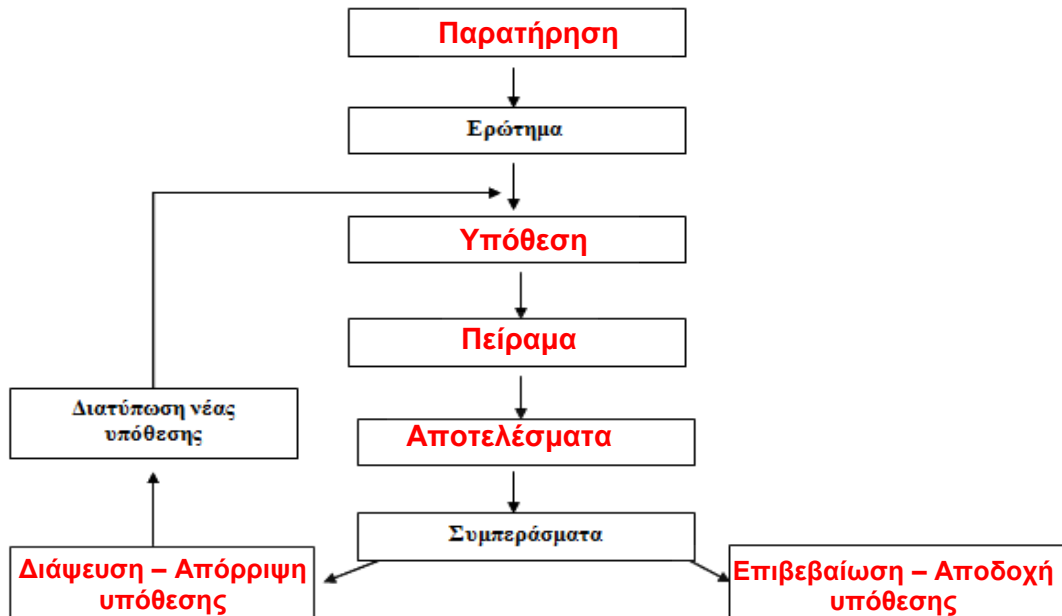 Παρατήρηση
Ερώτημα
Υπόθεση
Πείραμα
Διατύπωση νέας
υπόθεσης
Αποτελέσματα
Συμπεράσματα
Διάψευση – Απόρριψη
υπόθεσης
Επιβεβαίωση – Αποδοχή
υπόθεσης